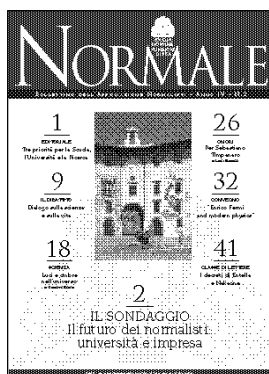 NORMALE
1
EDITORIALE
Tre priorità per la Scuola,
l'Università e la Ricerca
9
IL DIBATTITO
Dialogo sulla scienza
e sulla vita
18
SCIENZA
Luci e ombre
nell'universo
26
ONORI
Per Sebastiano
Timpanaro
32
CONVEGNO
"Enrico Fermi
and modern physics"
41
CLASSE DI LETTERE
I decreti di Entella
e Nakone
2
IL SONDAGGIO
Il futuro dei normalisti:
università e impresa